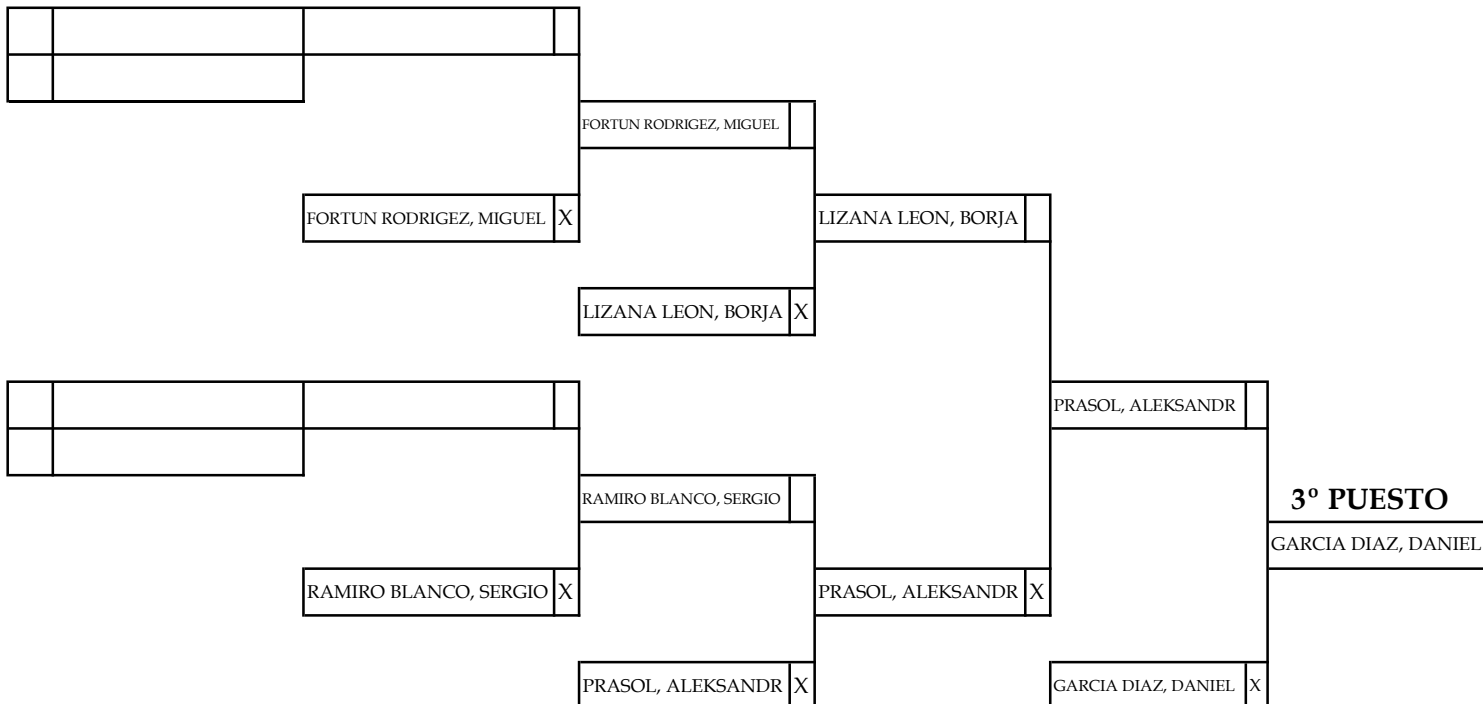 FORTUN RODRIGEZ, MIGUEL
FORTUN RODRIGEZ, MIGUEL X
LIZANA LEON, BORJA
LIZANA LEON, BORJA X
PRASOL, ALEKSANDR
RAMIRO BLANCO, SERGIO
3º PUESTO
GARCIA DIAZ, DANIEL
RAMIRO BLANCO, SERGIO X
PRASOL, ALEKSANDR X
PRASOL, ALEKSANDR X
GARCIA DIAZ, DANIEL X